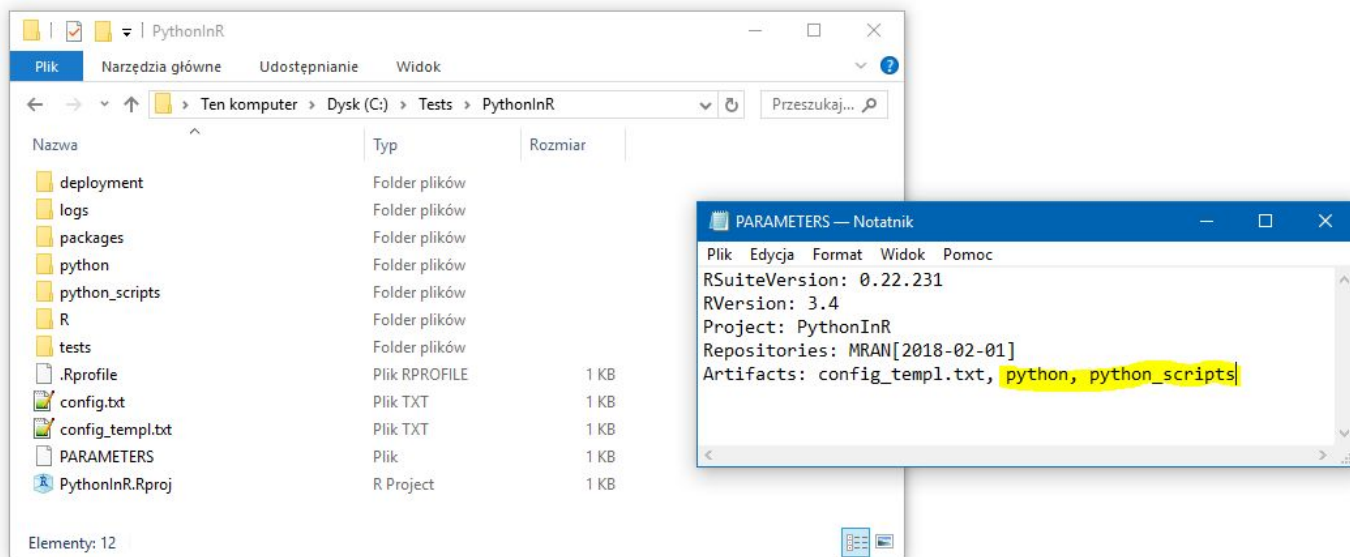 PythonInR
Plik Narzędzia główne Udostępnianie Widok
Ten komputer > Dysk (C:) > Tests > PythonInR Przeszukaj...
Nazwa Typ Rozmiar
deployment Folder plików
logs Folder plików
packages Folder plików
python Folder plików
python_scripts Folder plików
R Folder plików
tests Folder plików
.Rprofile Plik RPROFILE 1 KB
config.txt Plik TXT 1 KB
config_templ.txt Plik TXT 1 KB
PARAMETERS Plik 1 KB
PythonInR.Rproj R Project 1 KB
Elementy: 12
PARAMETERS — Notatnik
Plik Edycja Format Widok Pomoc
RSuiteVersion: 0.22.231
RVersion: 3.4
Project: PythonInR
Repositories: MRAN[2018-02-01]
Artifacts: config_templ.txt, python, python_scripts